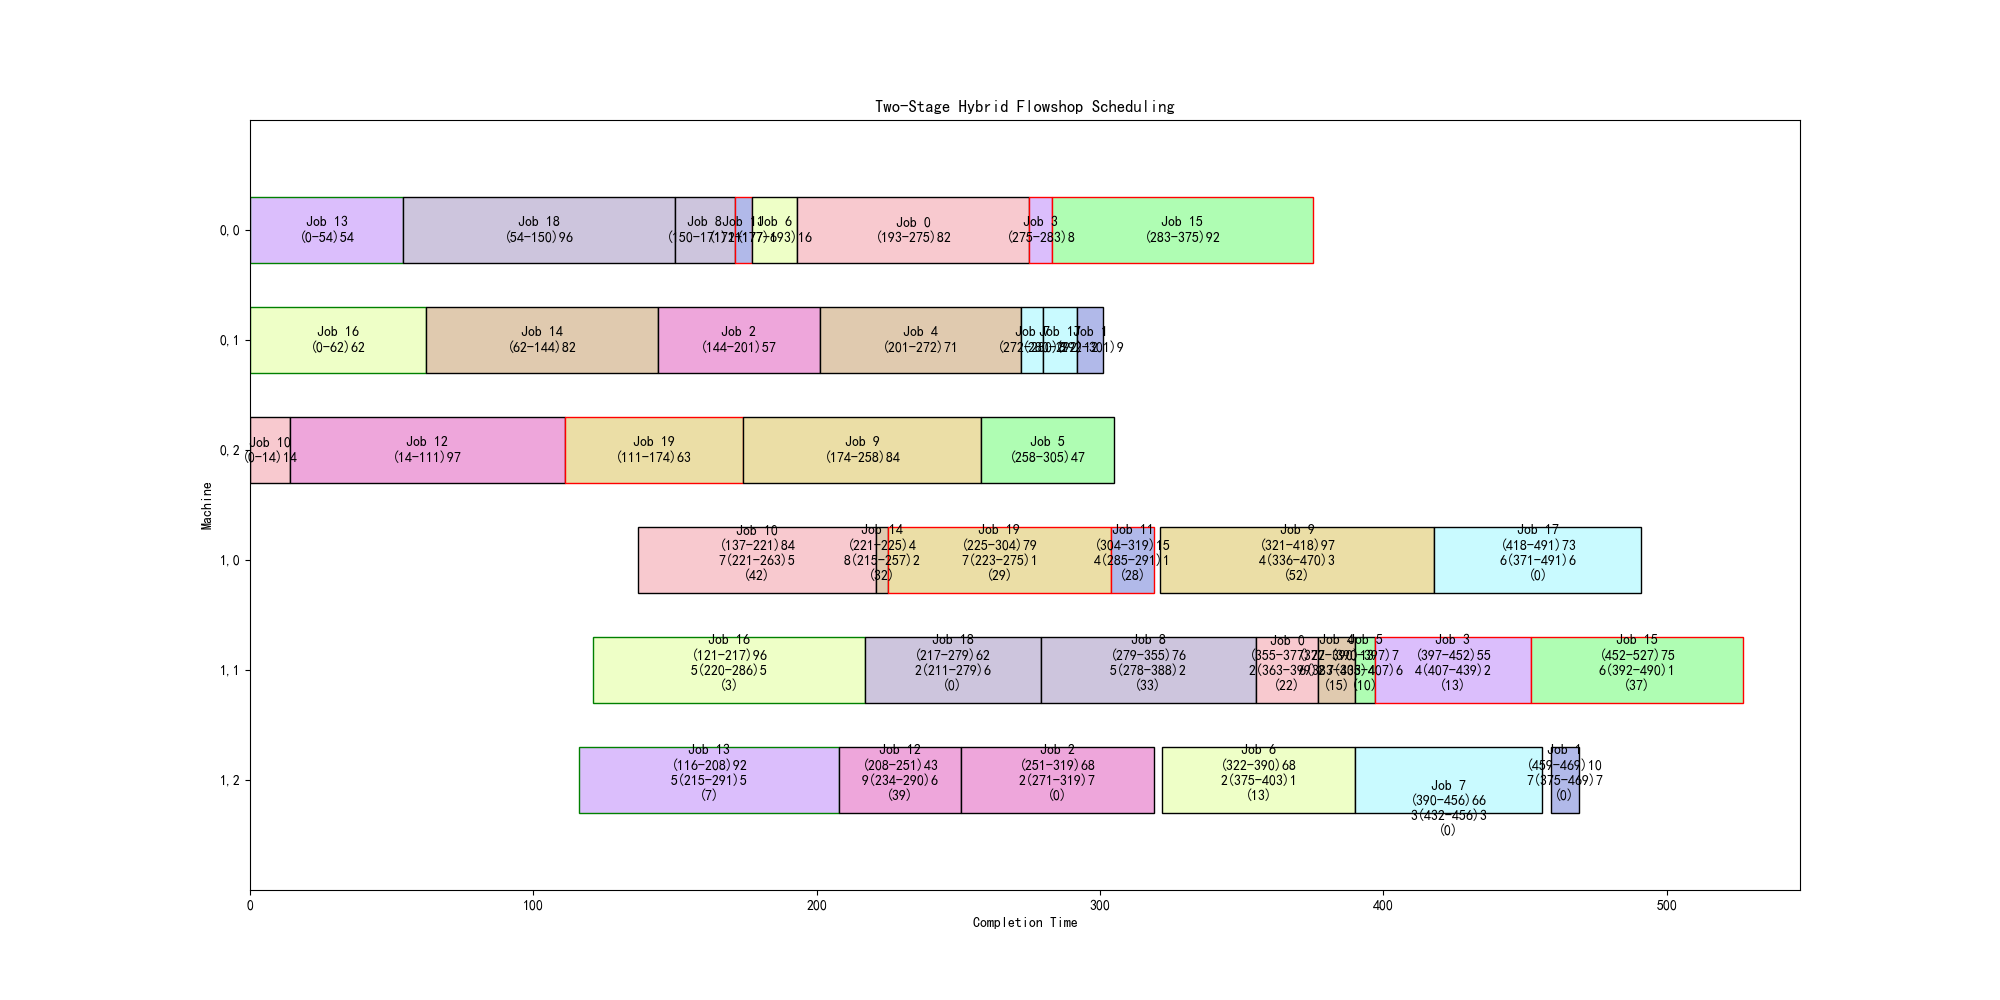 Two-Stage Hybrid Flowshop Scheduling
0,0
Job 13
(0-54)54
Job 18
(54-150)96
Job 8
(150-171)21
Job 11
(171-177)6
Job 6
(177-193)16
Job 0
(193-275)82
Job 3
(275-283)8
Job 15
(283-375)92
0,1
Job 16
(0-62)62
Job 14
(62-144)82
Job 2
(144-201)57
Job 4
(201-272)71
Job 7
(272-280)8
Job 17
(280-292)12
Job 1
(292-301)9
0,2
Job 10
(0-14)14
Job 12
(14-111)97
Job 19
(111-174)63
Job 9
(174-258)84
Job 5
(258-305)47
Machine
1,0
Job 10
(137-221)84
7(221-263)5
(42)
Job 14
(221-225)4
8(215-257)2
(32)
Job 19
(225-304)79
7(223-275)1
(29)
Job 11
(304-319)15
4(285-291)1
(28)
Job 9
(321-418)97
4(336-470)3
(52)
Job 17
(418-491)73
6(371-491)6
(0)
1,1
Job 16
(121-217)96
5(220-286)5
(3)
Job 18
(217-279)62
2(211-279)6
(0)
Job 8
(279-355)76
5(278-388)2
(33)
Job 0
(355-377)22
(22)
Job 4
(377-390)13
(15)
Job 5
(390-397)7
(10)
Job 3
(397-452)55
4(407-439)2
(13)
Job 15
(452-527)75
6(392-490)1
(37)
1,2
Job 13
(116-208)92
5(215-291)5
(7)
Job 12
(208-251)43
9(234-290)6
(39)
Job 2
(251-319)68
2(271-319)7
(0)
Job 6
(322-390)68
2(375-403)1
(13)
Job 7
(390-456)66
3(432-456)3
(0)
Job 1
(459-469)10
7(375-469)7
(0)
0
100
200
300
400
500
Completion Time